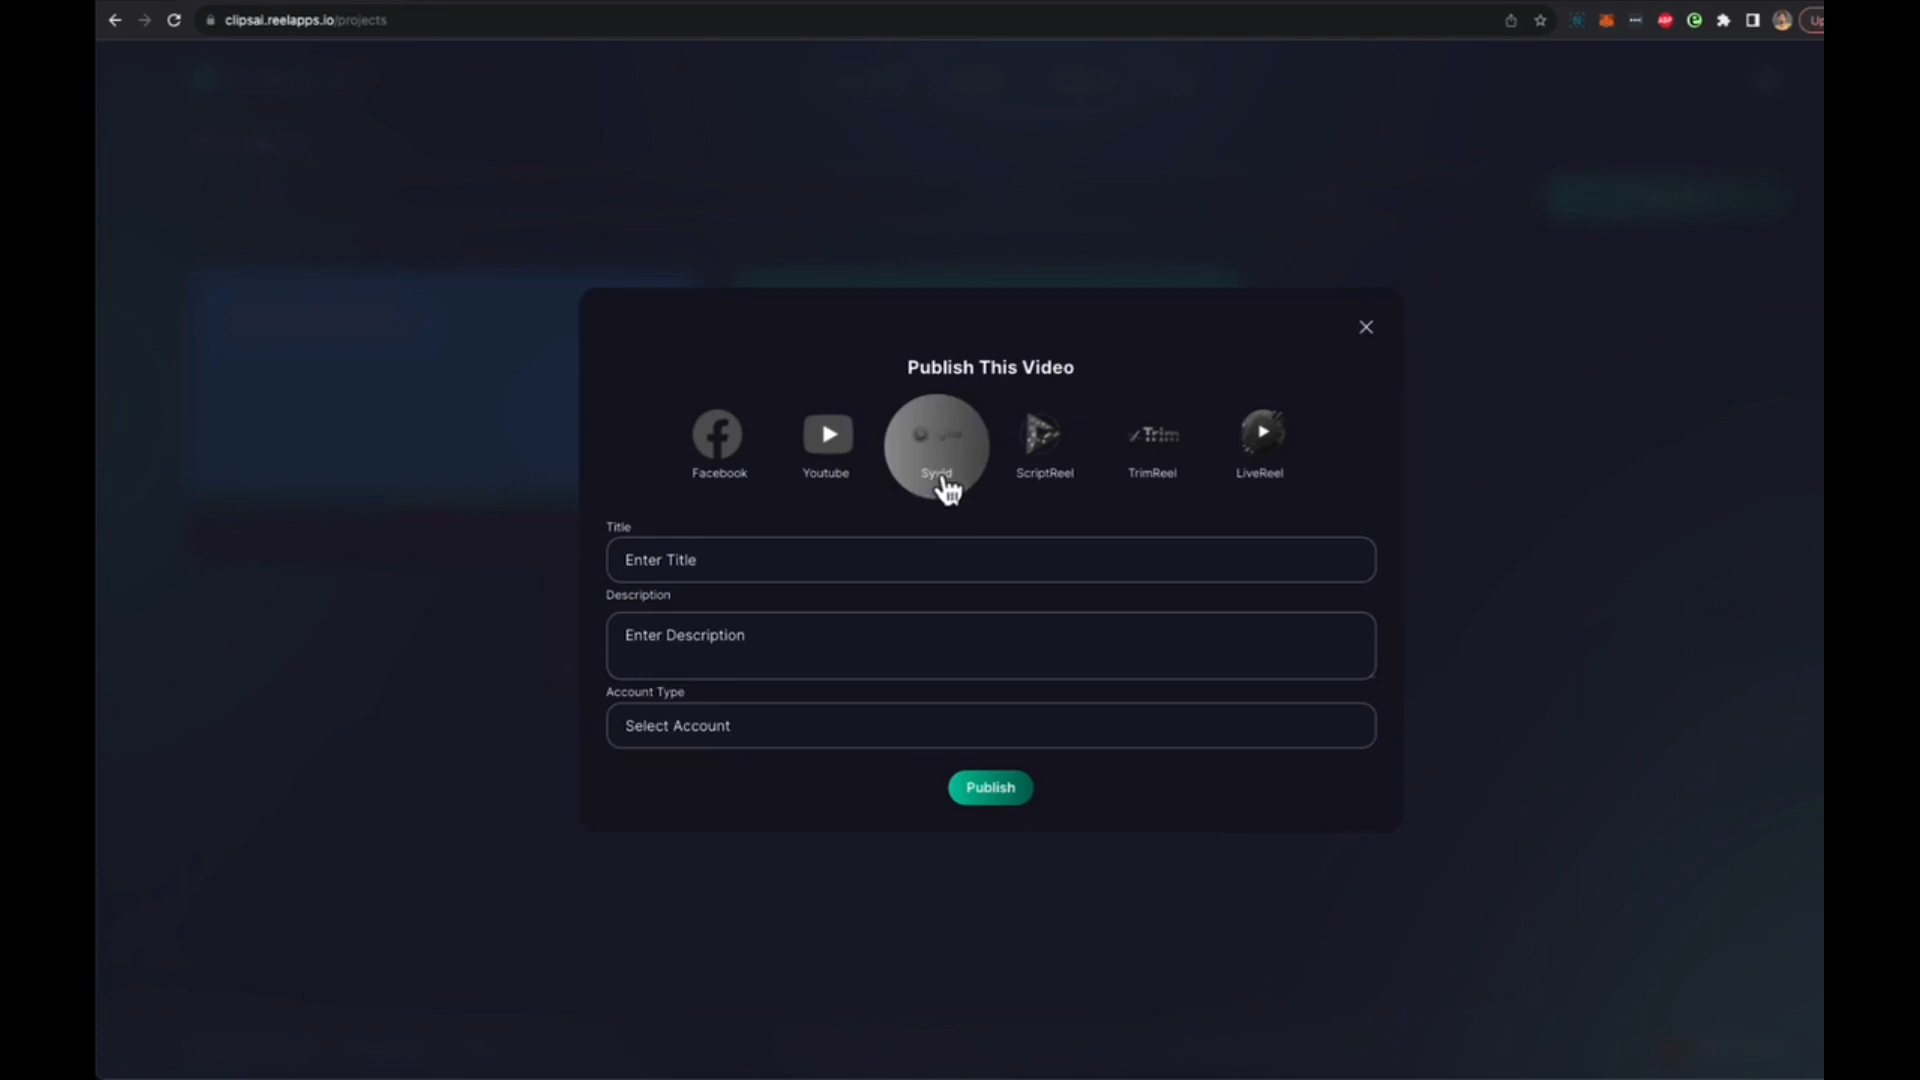 clipsai.reelapps.io/projects
Publish This Video
Facebook
Youtube
ScriptReel
Trim
TrimReel
LiveReel
Title
Enter Title
Description
Enter Description
Account Type
Select Account
Publish